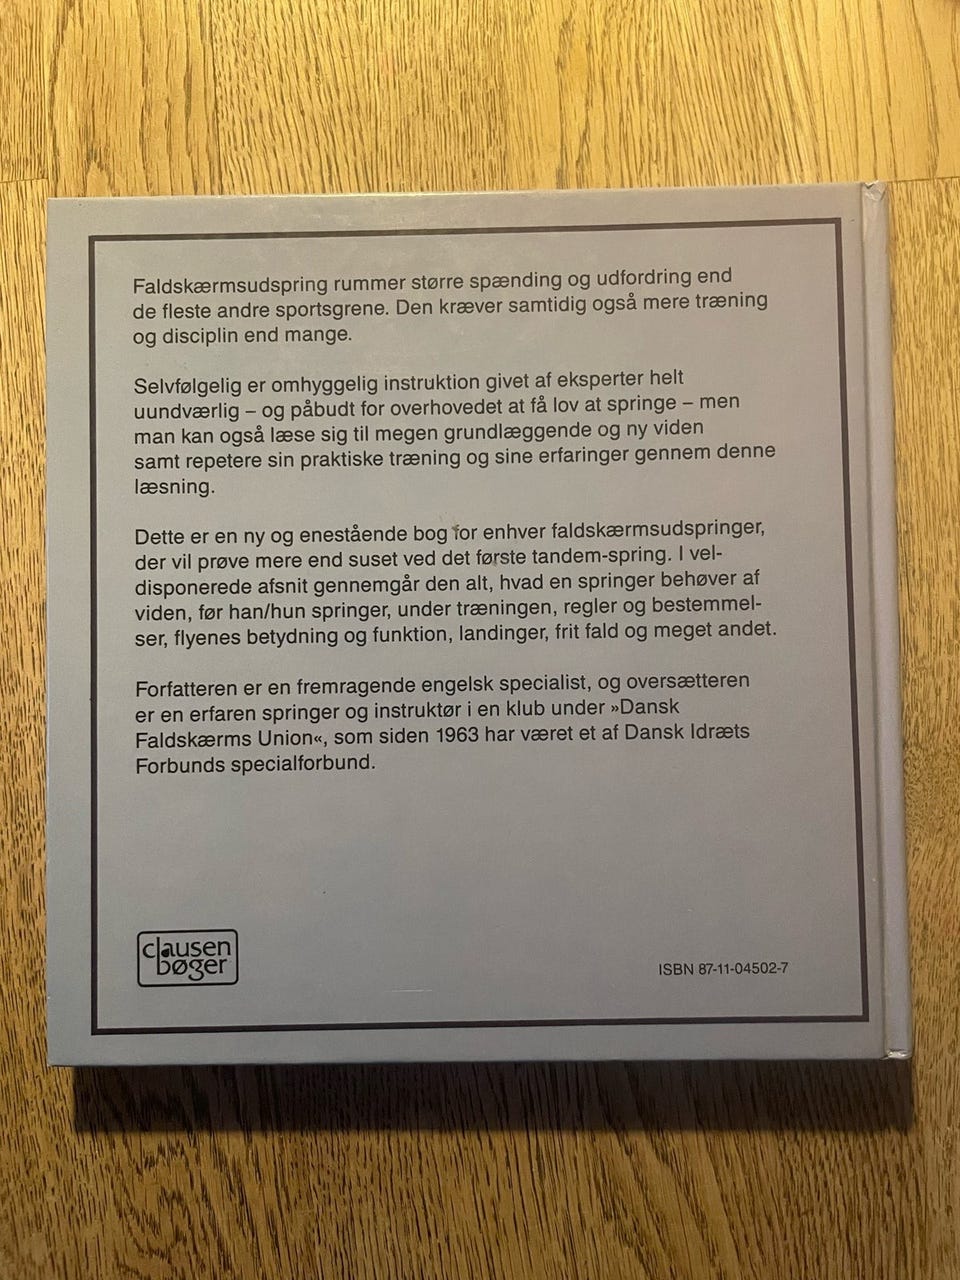 Faldskærmsudspring rummer større spænding og udfordring end
de fleste andre sportsgrene. Den kræver samtidig også mere træning
og disciplin end mange.
Selvfølgelig er omhyggelig instruktion givet af eksperter helt
uundværlig – og påbudt for overhovedet at få lov at springe – men
man kan også læse sig til megen grundlæggende og ny viden
samt repetere sin praktiske træning og sine erfaringer gennem denne
læsning.
Dette er en ny og enestående bog for enhver faldskærmsudspringer,
der vil prøve mere end suset ved det første tandem-spring. I vel-
disponerede afsnit gennemgår den alt, hvad en springer behøver af
viden, før han/hun springer, under træningen, regler og bestemmel-
ser, flyenes betydning og funktion, landinger, frit fald og meget andet.
Forfatteren er en fremragende engelsk specialist, og oversætteren
er en erfaren springer og instruktør i en klub under »Dansk
Faldskærms Union«, som siden 1963 har været et af Dansk Idræts
Forbunds specialforbund.
clausen
bøger
ISBN 87-11-04502-7